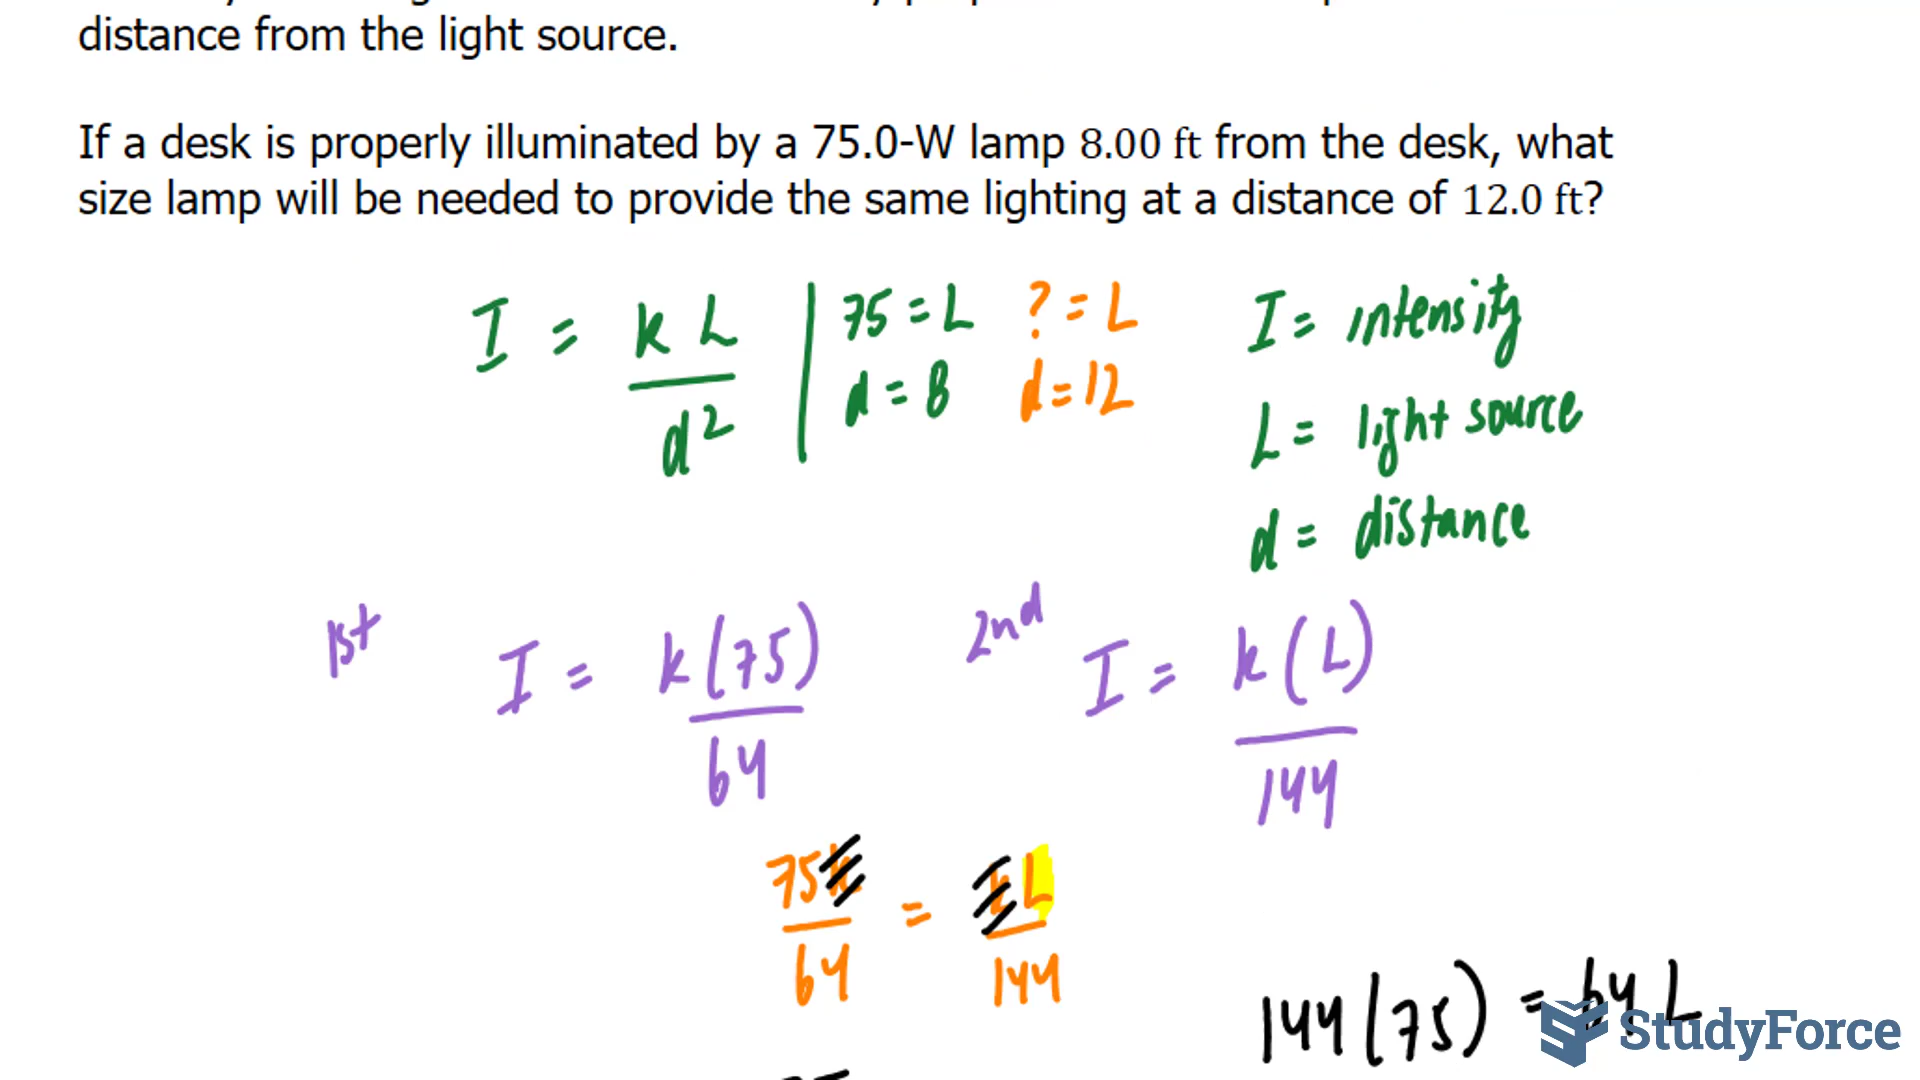 distance from the light source.
If a desk is properly illuminated by a 75.0-W lamp 8.00 ft from the desk, what
size lamp will be needed to provide the same lighting at a distance of 12.0 ft?
I = kL/d² | 75 = L ? = L I = intensity
d = 8 d = 12 L = light source
d = distance
1st I = k(75)/64 2nd I = k(L)/144
75k/64 = kL/144
144(75) = 64L
StudyForce